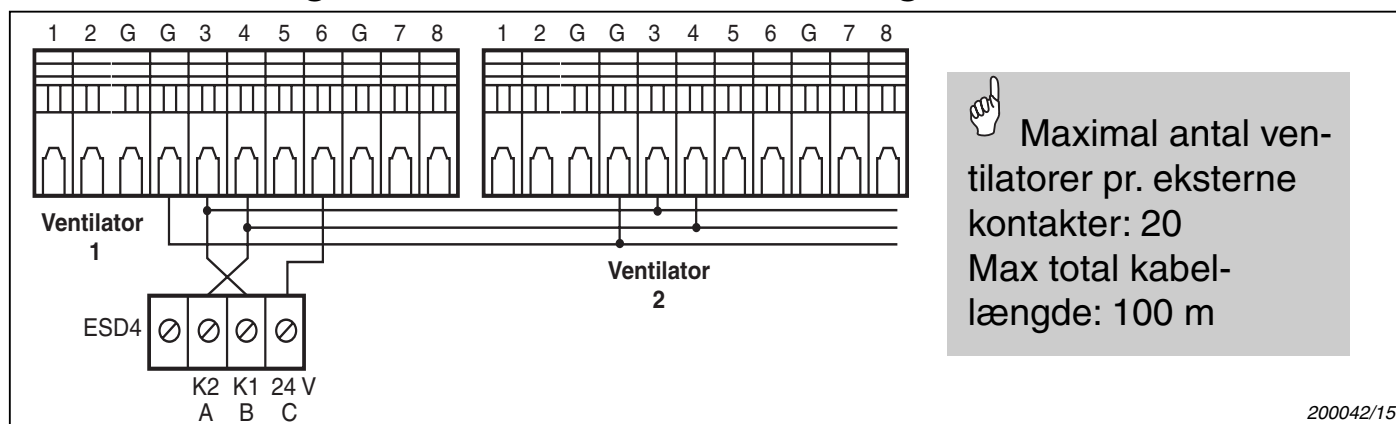 1 2 G G 3 4 5 6 G 7 8
1 2 G G 3 4 5 6 G 7 8
Ventilator
1
Ventilator
2
ESD4
K2 K1 24 V
A B C
Maximal antal ven-
tilatorer pr. eksterne
kontakter: 20
Max total kabel-
længde: 100 m
200042/15